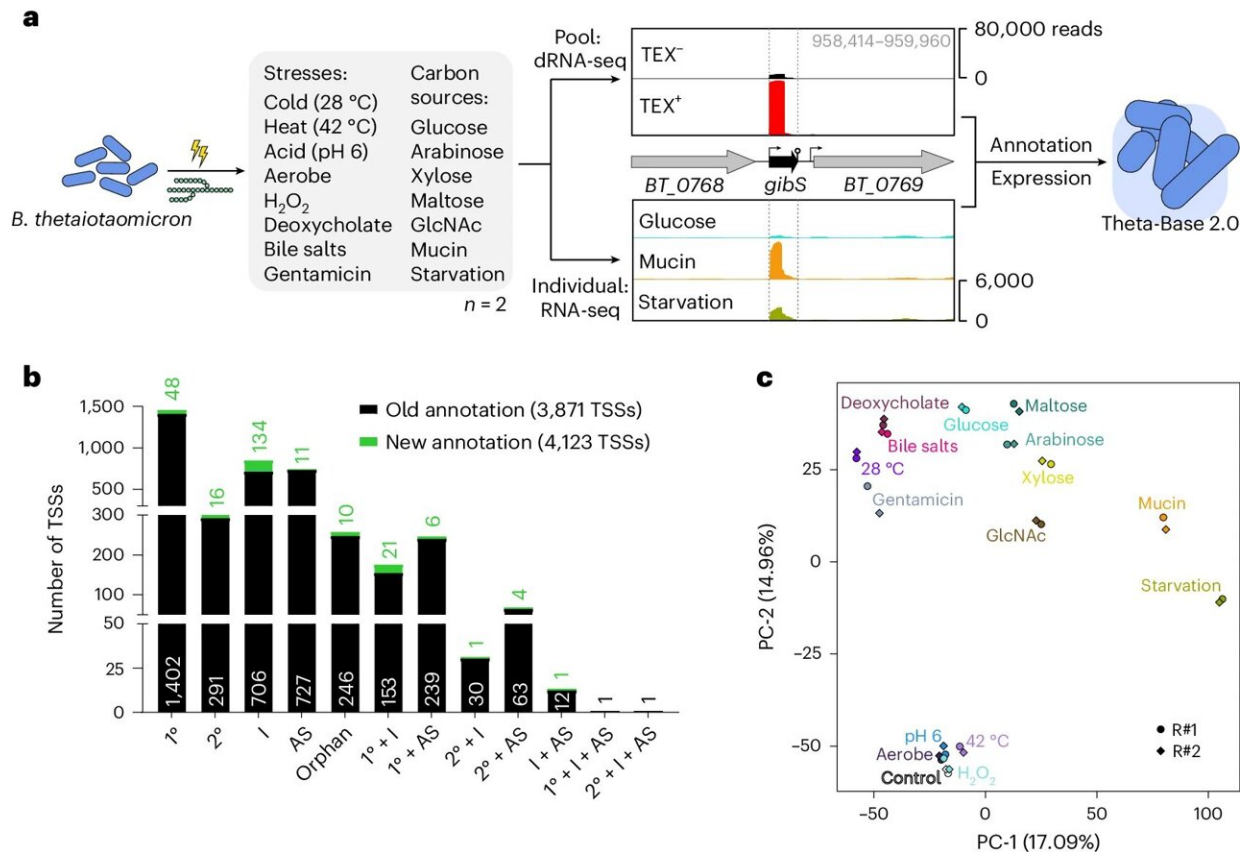 a
B. thetaiotaomicron
Stresses:
Cold (28 °C)
Heat (42 °C)
Acid (pH 6)
Aerobe
H2O2
Deoxycholate
Bile salts
Gentamicin
Carbon
sources:
Glucose
Arabinose
Xylose
Maltose
GlcNAc
Mucin
Starvation
n = 2
Pool:
dRNA-seq
Individual:
RNA-seq
958,414–959,960
TEX−
TEX+
80,000 reads
0
BT_0768
gibS
BT_0769
Glucose
Mucin
Starvation
6,000
0
Annotation
Expression
Theta-Base 2.0
b
Number of TSSs
1,500
1,000
500
300
200
100
50
25
0
Old annotation (3,871 TSSs)
New annotation (4,123 TSSs)
48
16
134
11
10
21
6
1
4
1
1
1
1,402
291
706
727
246
153
239
30
63
12
1°
2°
I
AS
Orphan
1° + I
1° + AS
2° + I
2° + AS
I + AS
1° + I + AS
2° + I + AS
c
PC-2 (14.96%)
25
0
−25
−50
Deoxycholate
Bile salts
28 °C
Gentamicin
Glucose
Maltose
Arabinose
Xylose
GlcNAc
Mucin
Starvation
pH 6
42 °C
Aerobe
Control
H2O2
R#1
R#2
−50
0
50
100
PC-1 (17.09%)